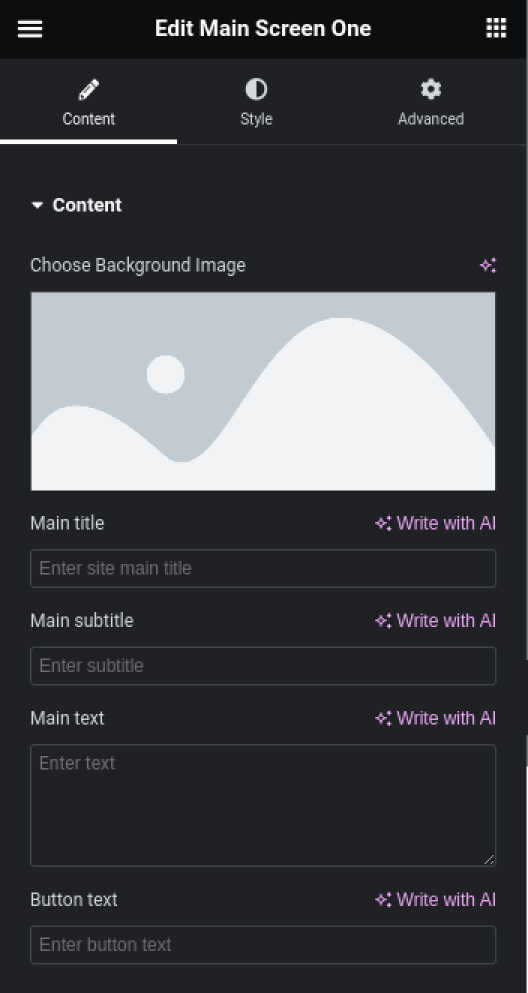 Edit Main Screen One
Content
Style
Advanced
Content
Choose Background Image
Main title
Write with AI
Enter site main title
Main subtitle
Write with AI
Enter subtitle
Main text
Write with AI
Enter text
Button text
Write with AI
Enter button text